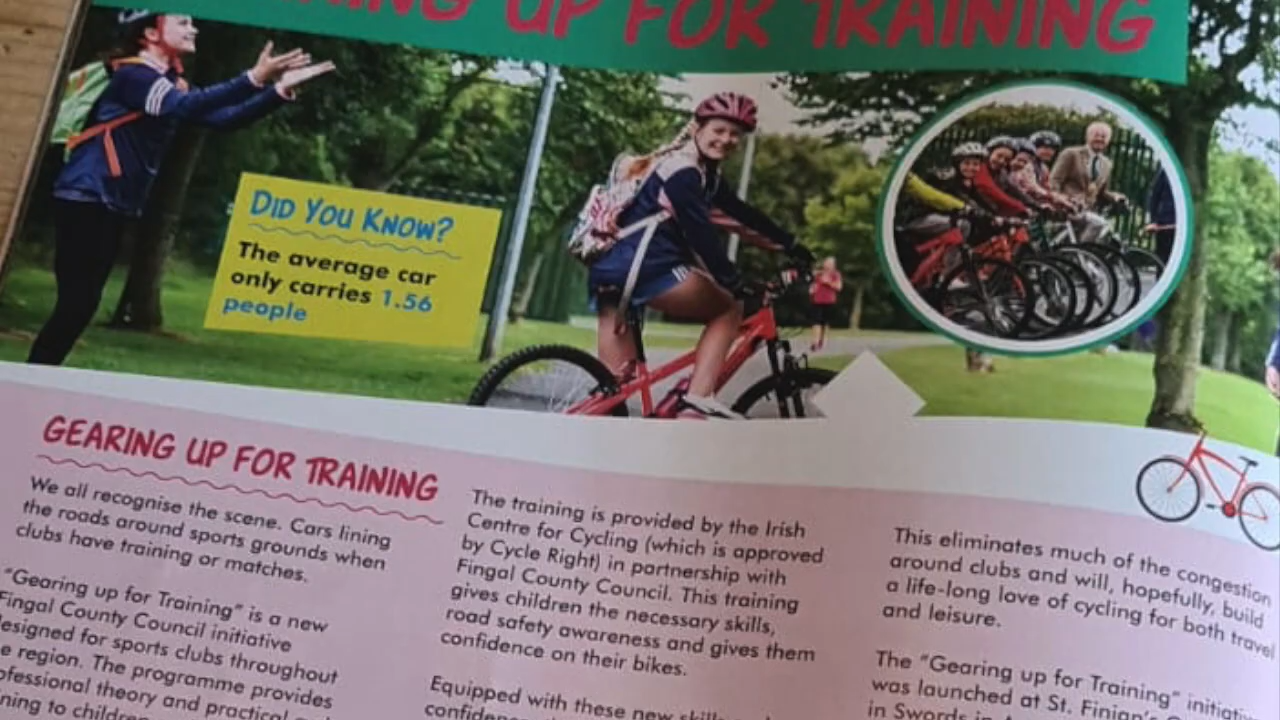 UP FOR TRAINING
DID YOU KNOW?
The average car
only carries 1.56
people
GEARING UP FOR TRAINING
We all recognise the scene. Cars lining
the roads around sports grounds when
clubs have training or matches.
"Gearing up for Training" is a new
Fingal County Council initiative
designed for sports clubs throughout
region. The programme provides
theory and practical
to children
The training is provided by the Irish
Centre for Cycling (which is approved
by Cycle Right) in partnership with
Fingal County Council. This training
gives children the necessary skills,
road safety awareness and gives them
confidence on their bikes.
Equipped with these new skills
This eliminates much of the congestion
around clubs and will, hopefully, build
a life-long love of cycling for both travel
and leisure.
The "Gearing up for Training"
was launched at St. Finian's
in Swords in